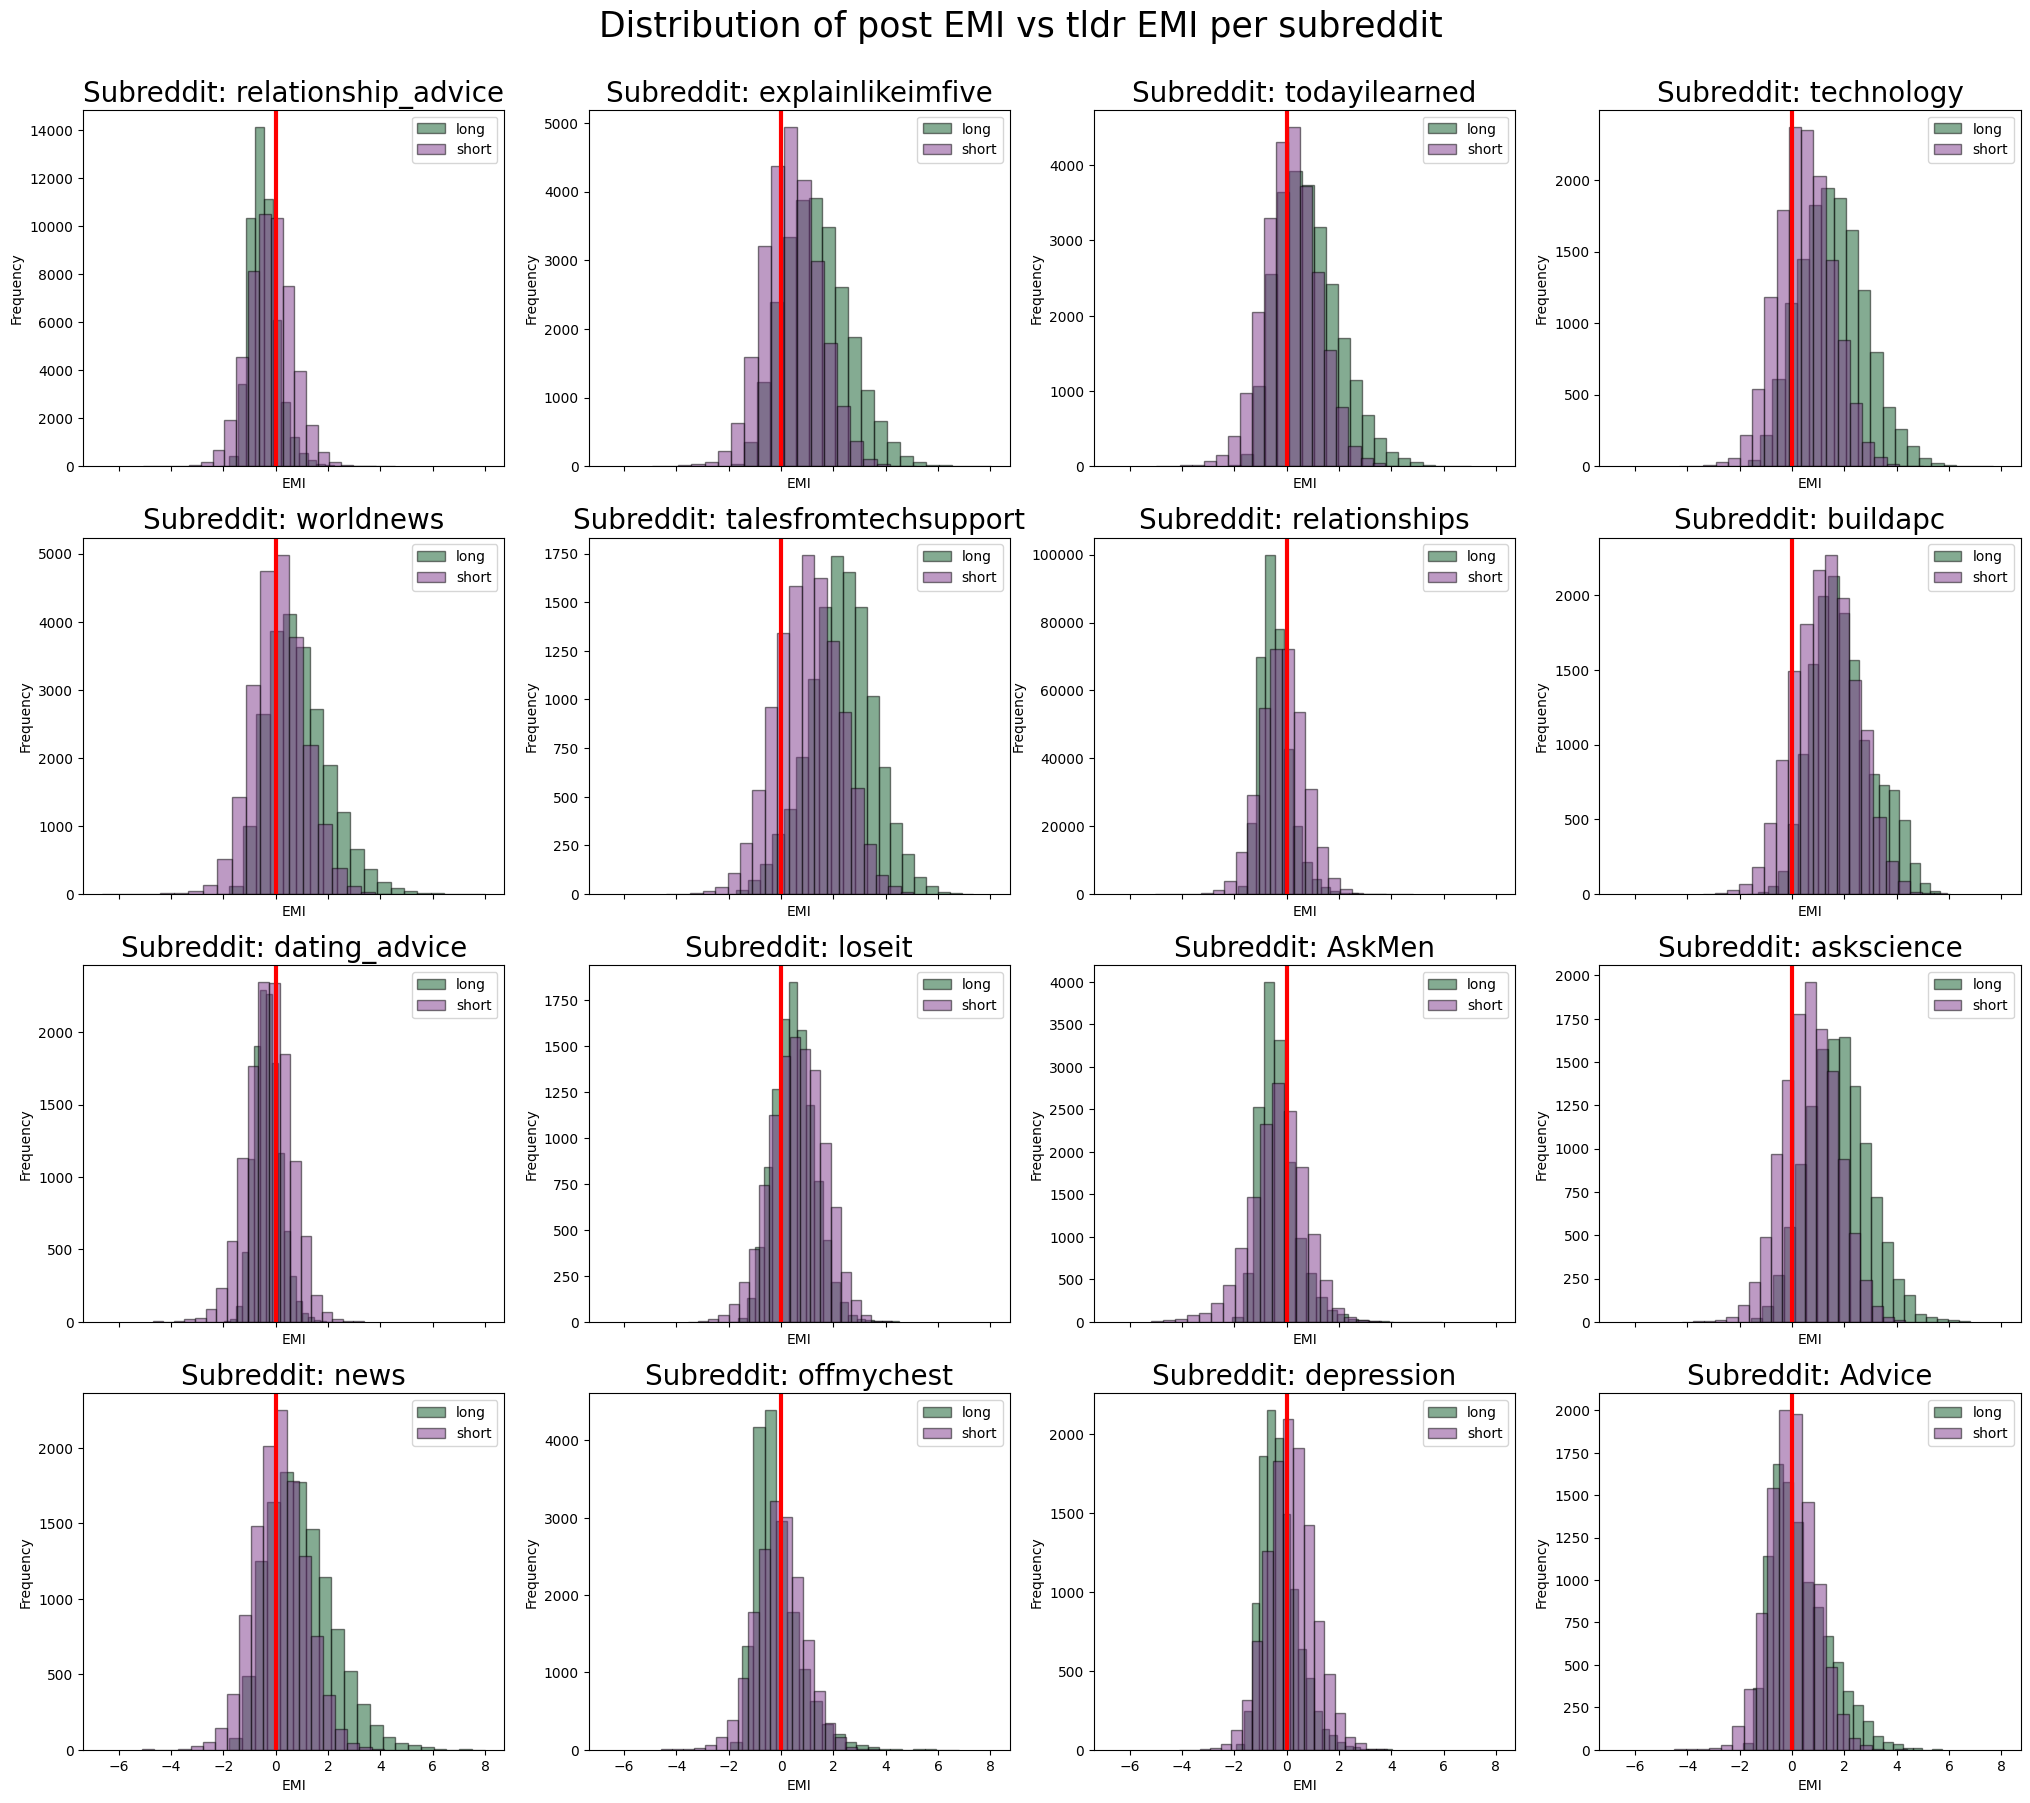 Distribution of post EMI vs tldr EMI per subreddit
Subreddit: relationship_advice
14000
12000
10000
8000
6000
4000
2000
0
Frequency
EMI
long
short
Subreddit: explainlikeimfive
5000
4000
3000
2000
1000
0
Frequency
EMI
long
short
Subreddit: todayilearned
4000
3000
2000
1000
0
Frequency
EMI
long
short
Subreddit: technology
2000
1500
1000
500
0
Frequency
EMI
long
short
Subreddit: worldnews
5000
4000
3000
2000
1000
0
Frequency
EMI
long
short
Subreddit: talesfromtechsupport
1750
1500
1250
1000
750
500
250
0
Frequency
EMI
long
short
Subreddit: relationships
100000
80000
60000
40000
20000
0
Frequency
EMI
long
short
Subreddit: buildapc
2000
1500
1000
500
0
Frequency
EMI
long
short
Subreddit: dating_advice
2000
1500
1000
500
0
Frequency
EMI
long
short
Subreddit: loseit
1750
1500
1250
1000
750
500
250
0
Frequency
EMI
long
short
Subreddit: AskMen
4000
3500
3000
2500
2000
1500
1000
500
0
Frequency
EMI
long
short
Subreddit: askscience
2000
1750
1500
1250
1000
750
500
250
0
Frequency
EMI
long
short
Subreddit: news
2000
1500
1000
500
0
Frequency
−6 −4 −2 0 2 4 6 8
EMI
long
short
Subreddit: offmychest
4000
3000
2000
1000
0
Frequency
−6 −4 −2 0 2 4 6 8
EMI
long
short
Subreddit: depression
2000
1500
1000
500
0
Frequency
−6 −4 −2 0 2 4 6 8
EMI
long
short
Subreddit: Advice
2000
1750
1500
1250
1000
750
500
250
0
Frequency
−6 −4 −2 0 2 4 6 8
EMI
long
short